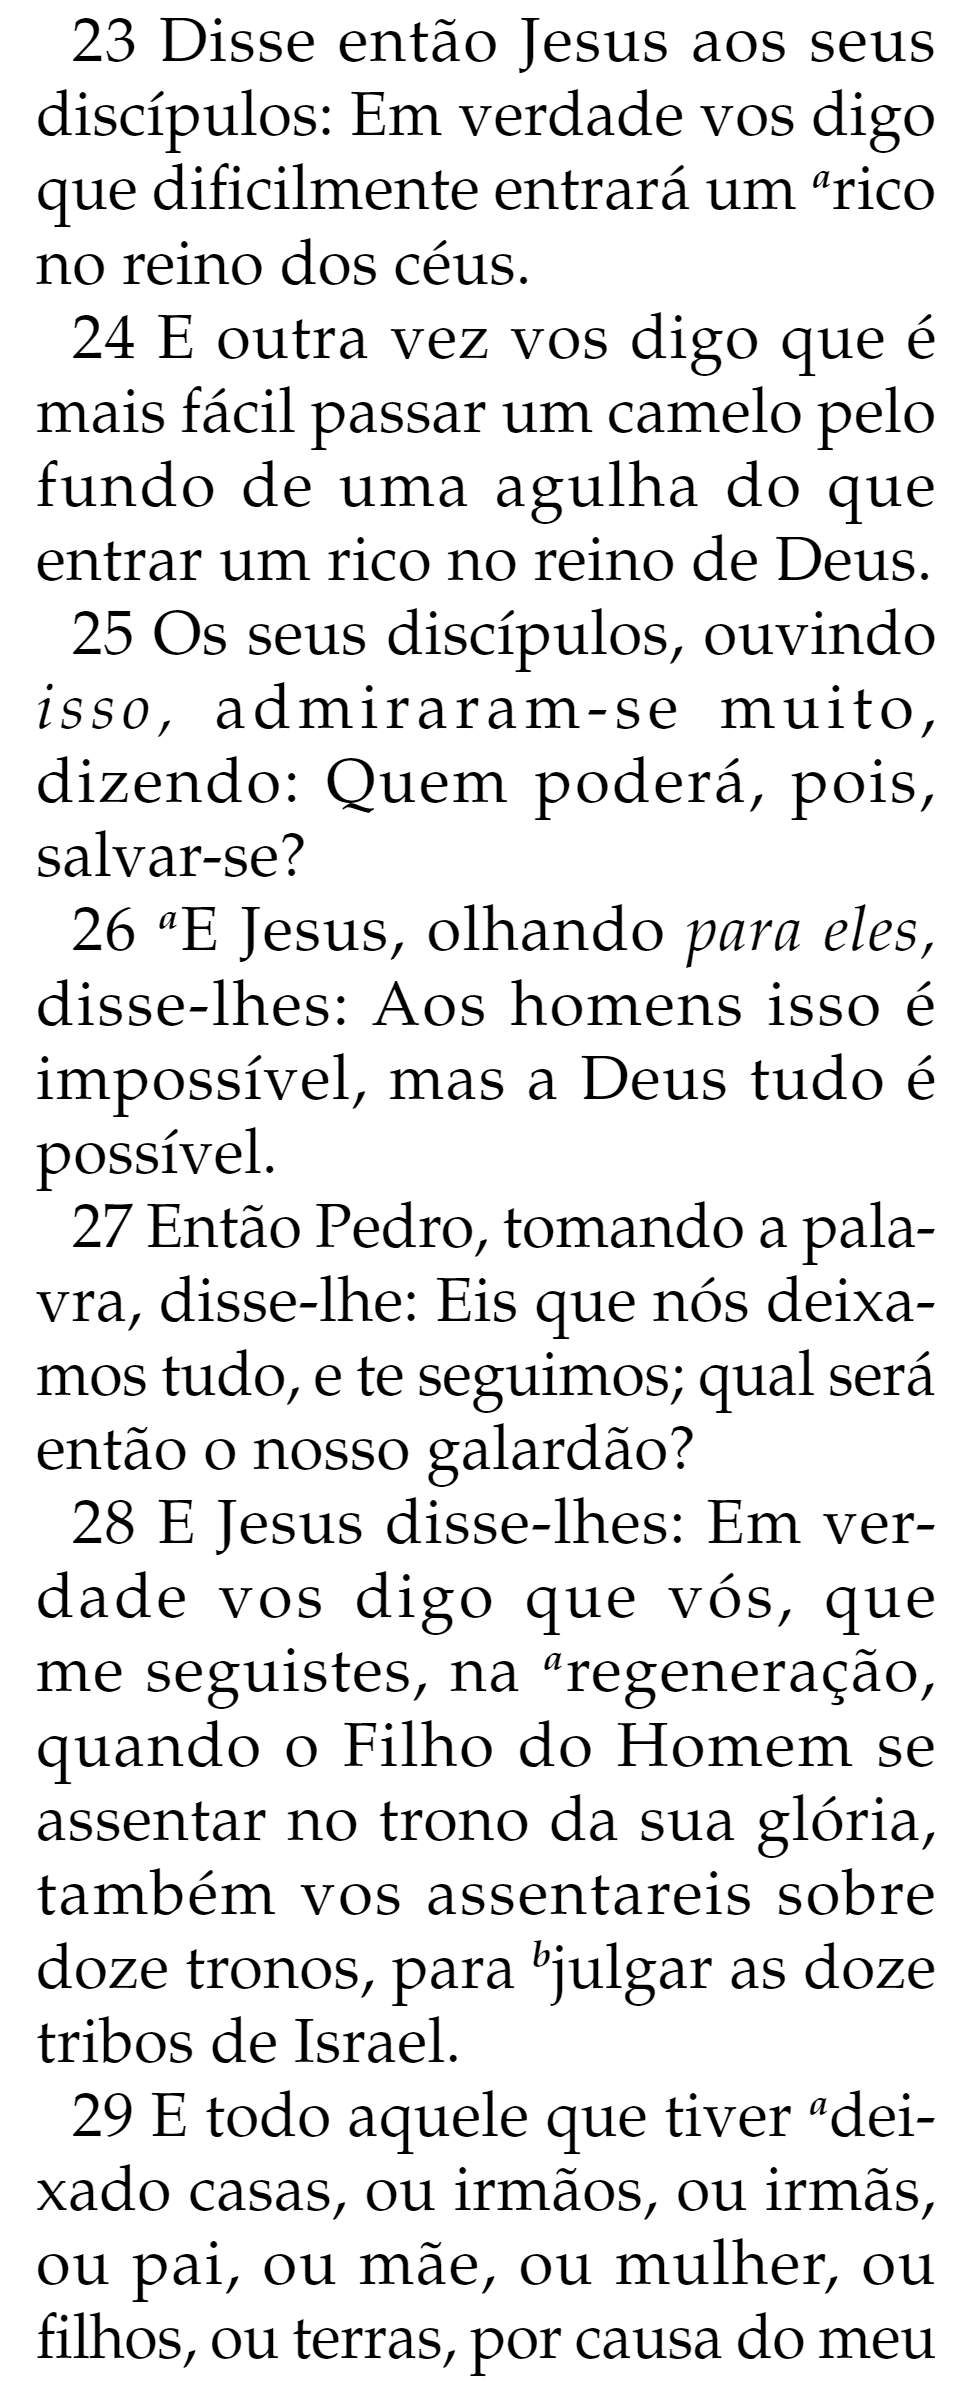 23 Disse então Jesus aos seus
discípulos: Em verdade vos digo
que dificilmente entrará um ᵃrico
no reino dos céus.
24 E outra vez vos digo que é
mais fácil passar um camelo pelo
fundo de uma agulha do que
entrar um rico no reino de Deus.
25 Os seus discípulos, ouvindo
isso, admiraram-se muito,
dizendo: Quem poderá, pois,
salvar-se?
26 ᵃE Jesus, olhando para eles,
disse-lhes: Aos homens isso é
impossível, mas a Deus tudo é
possível.
27 Então Pedro, tomando a pala-
vra, disse-lhe: Eis que nós deixa-
mos tudo, e te seguimos; qual será
então o nosso galardão?
28 E Jesus disse-lhes: Em ver-
dade vos digo que vós, que
me seguistes, na ᵃregeneração,
quando o Filho do Homem se
assentar no trono da sua glória,
também vos assentareis sobre
doze tronos, para ᵇjulgar as doze
tribos de Israel.
29 E todo aquele que tiver ᵃdei-
xado casas, ou irmãos, ou irmãs,
ou pai, ou mãe, ou mulher, ou
filhos, ou terras, por causa do meu